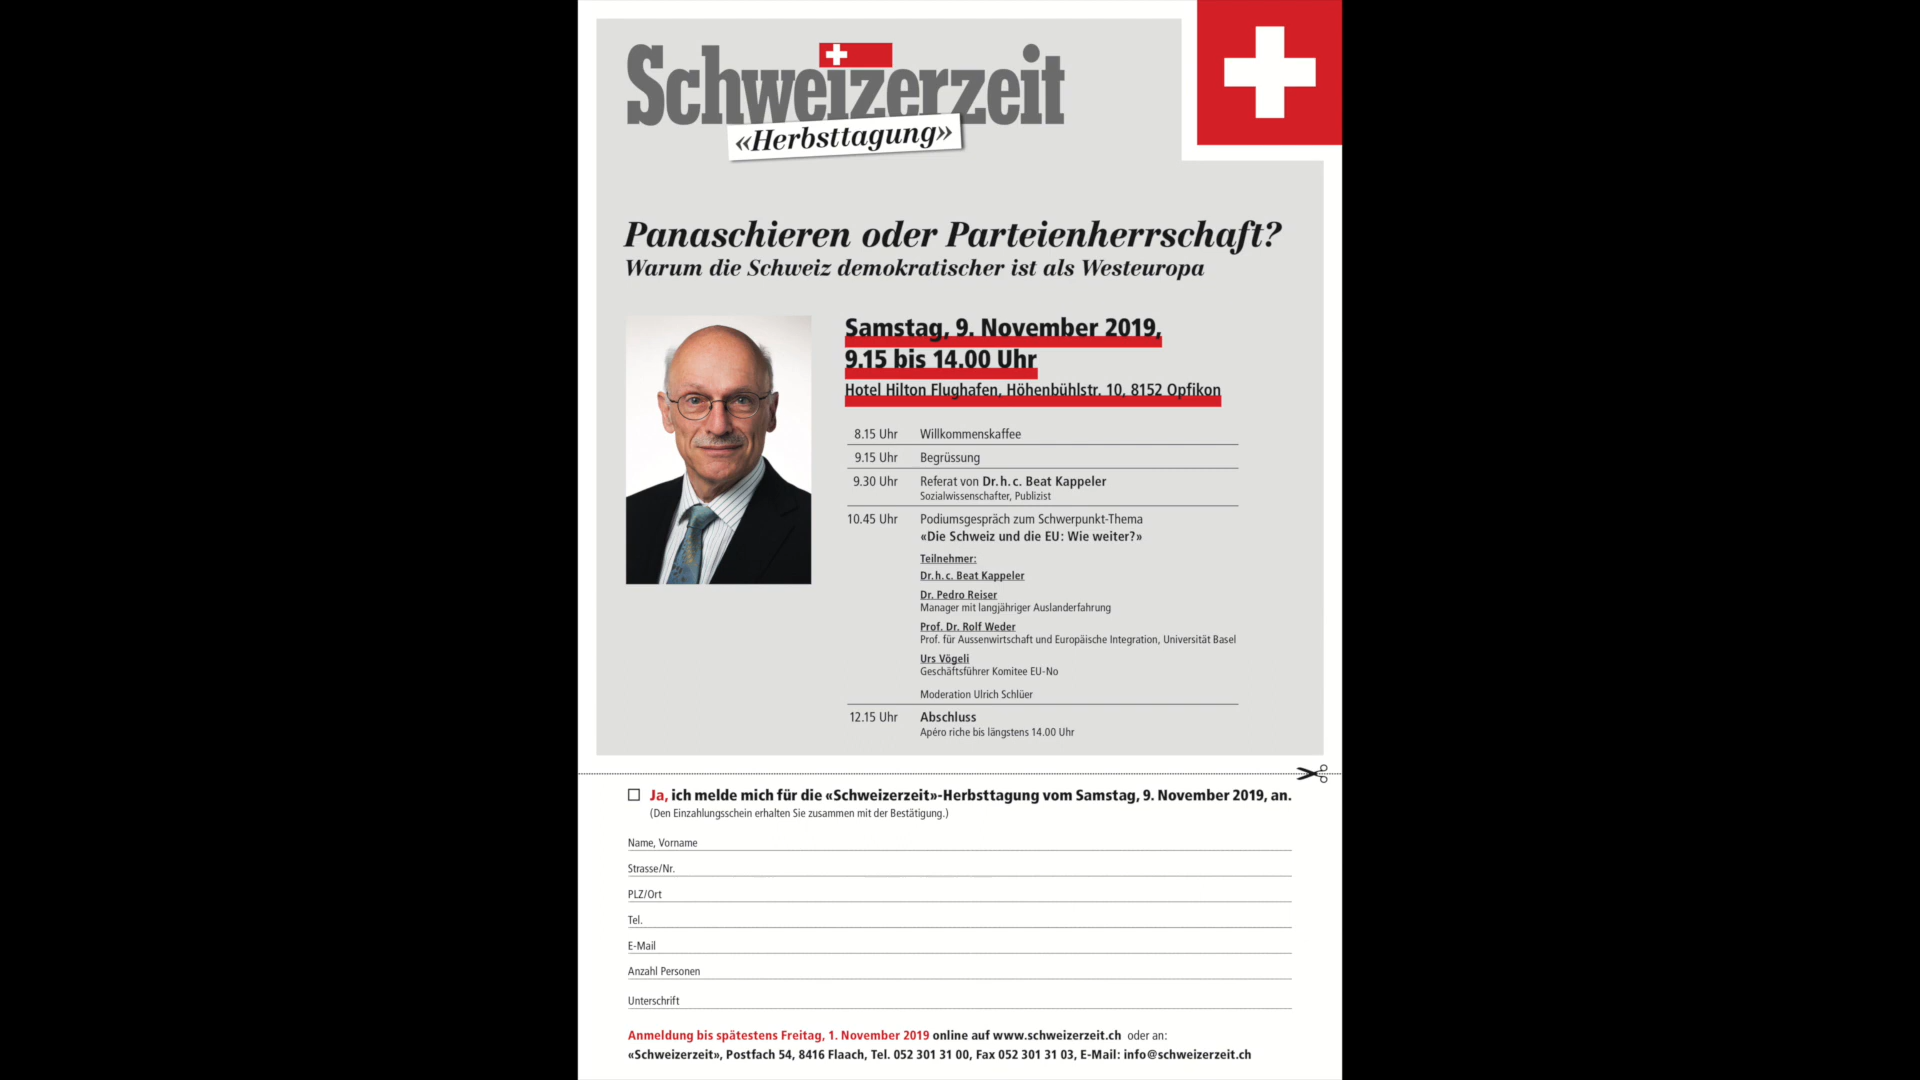 Schweizerzeit
«Herbsttagung»
Panaschieren oder Parteienherrschaft?
Warum die Schweiz demokratischer ist als Westeuropa
Samstag, 9. November 2019,
9.15 bis 14.00 Uhr
Hotel Hilton Flughafen, Höhenbühlstr. 10, 8152 Opfikon
8.15 Uhr Willkommenskaffee
9.15 Uhr Begrüssung
9.30 Uhr Referat von Dr. h. c. Beat Kappeler
Sozialwissenschafter, Publizist
10.45 Uhr Podiumsgespräch zum Schwerpunkt-Thema
«Die Schweiz und die EU: Wie weiter?»
Teilnehmer:
Dr. h. c. Beat Kappeler
Dr. Pedro Reiser
Manager mit langjähriger Auslanderfahrung
Prof. Dr. Rolf Weder
Prof. für Aussenwirtschaft und Europäische Integration, Universität Basel
Urs Vögeli
Geschäftsführer Komitee EU-No
Moderation Ulrich Schlüer
12.15 Uhr Abschluss
Apéro riche bis längstens 14.00 Uhr
Ja, ich melde mich für die «Schweizerzeit»-Herbsttagung vom Samstag, 9. November 2019, an.
(Den Einzahlungsschein erhalten Sie zusammen mit der Bestätigung.)
Name, Vorname
Strasse/Nr.
PLZ/Ort
Tel.
E-Mail
Anzahl Personen
Unterschrift
Anmeldung bis spätestens Freitag, 1. November 2019 online auf www.schweizerzeit.ch oder an:
«Schweizerzeit», Postfach 54, 8416 Flaach, Tel. 052 301 31 00, Fax 052 301 31 03, E-Mail: info@schweizerzeit.ch